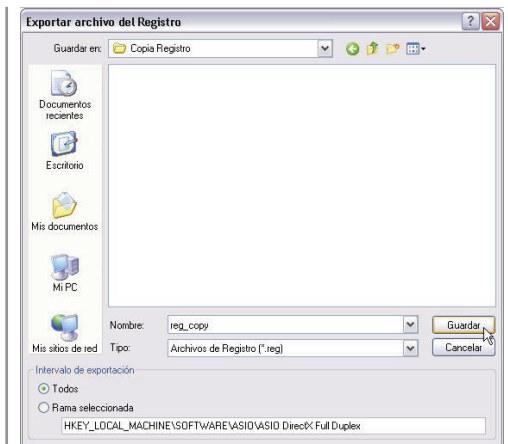 Exportar archivo del Registro
Guardar en: Copia Registro
Documentos
recientes
Escritorio
Mis documentos
Mi PC
Mis sitios de red
Nombre: reg_copy Guardar
Tipo: Archivos de Registro (*.reg) Cancelar
Intervalo de exportación
Todos
Rama seleccionada
HKEY_LOCAL_MACHINE\SOFTWARE\ASIO\ASIO DirectX Full Duplex